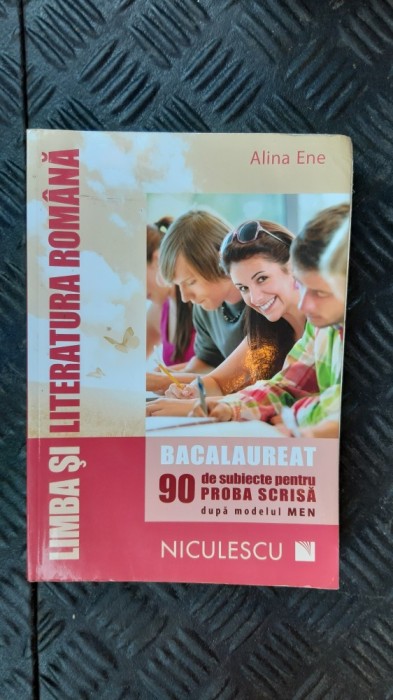 Alina Ene
LIMBA ȘI LITERATURA ROMÂNĂ
BACALAUREAT
90 de subiecte pentru
PROBA SCRISĂ
după modelul MEN
NICULESCU